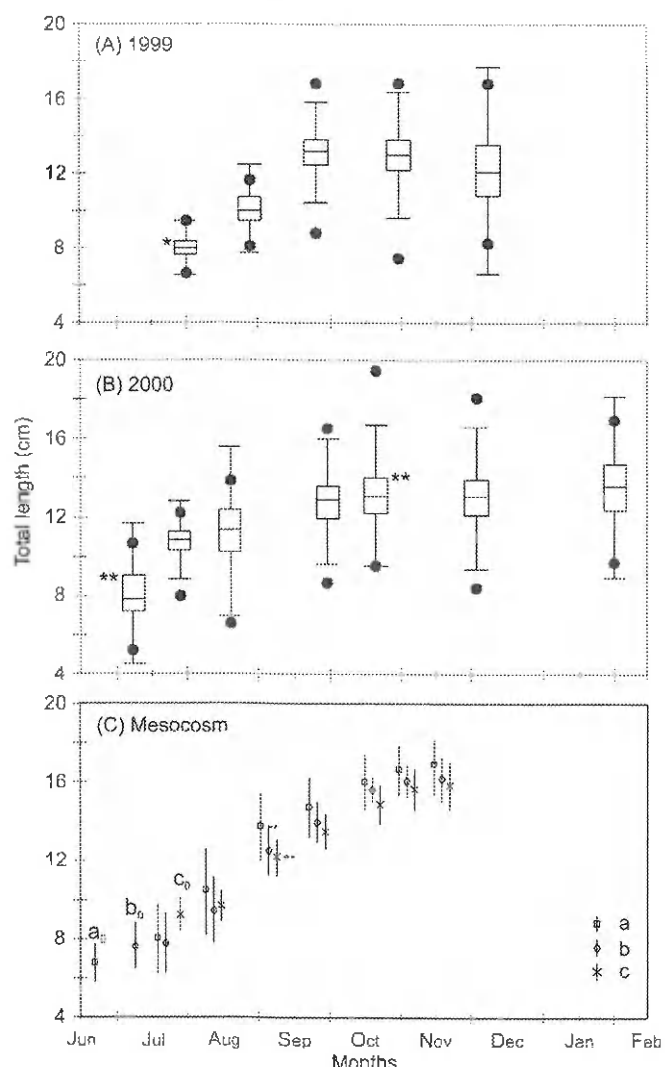 20
(A) 1999
16
12
8
*
4
20
(B) 2000
16
12
**
**
8
4
Total length (cm)
20
(C) Mesocosm
16
12
8
4
a0
b0
c0
a
b
c
Jun Jul Aug Sep Oct Nov Dec Jan Feb
Months